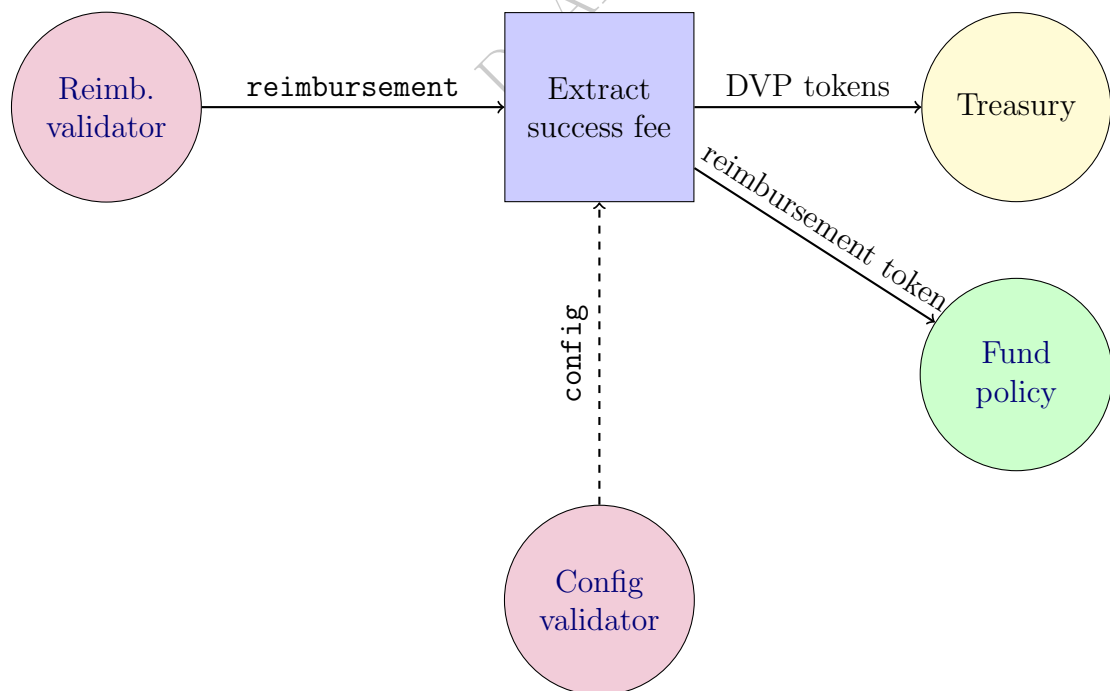 Reimb.
validator
reimbursement
Extract
success fee
DVP tokens
Treasury
reimbursement token
config
Fund
policy
Config
validator